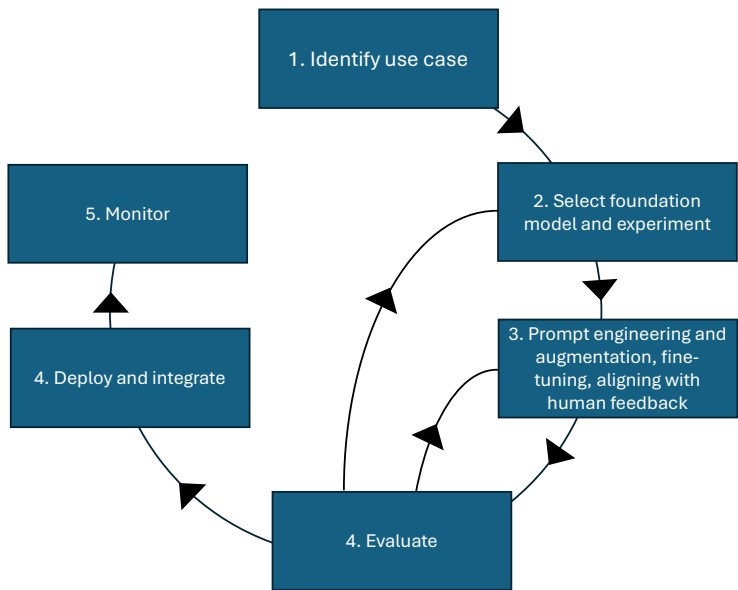 1. Identify use case
2. Select foundation
model and experiment
3. Prompt engineering and
augmentation, fine-
tuning, aligning with
human feedback
4. Evaluate
4. Deploy and integrate
5. Monitor